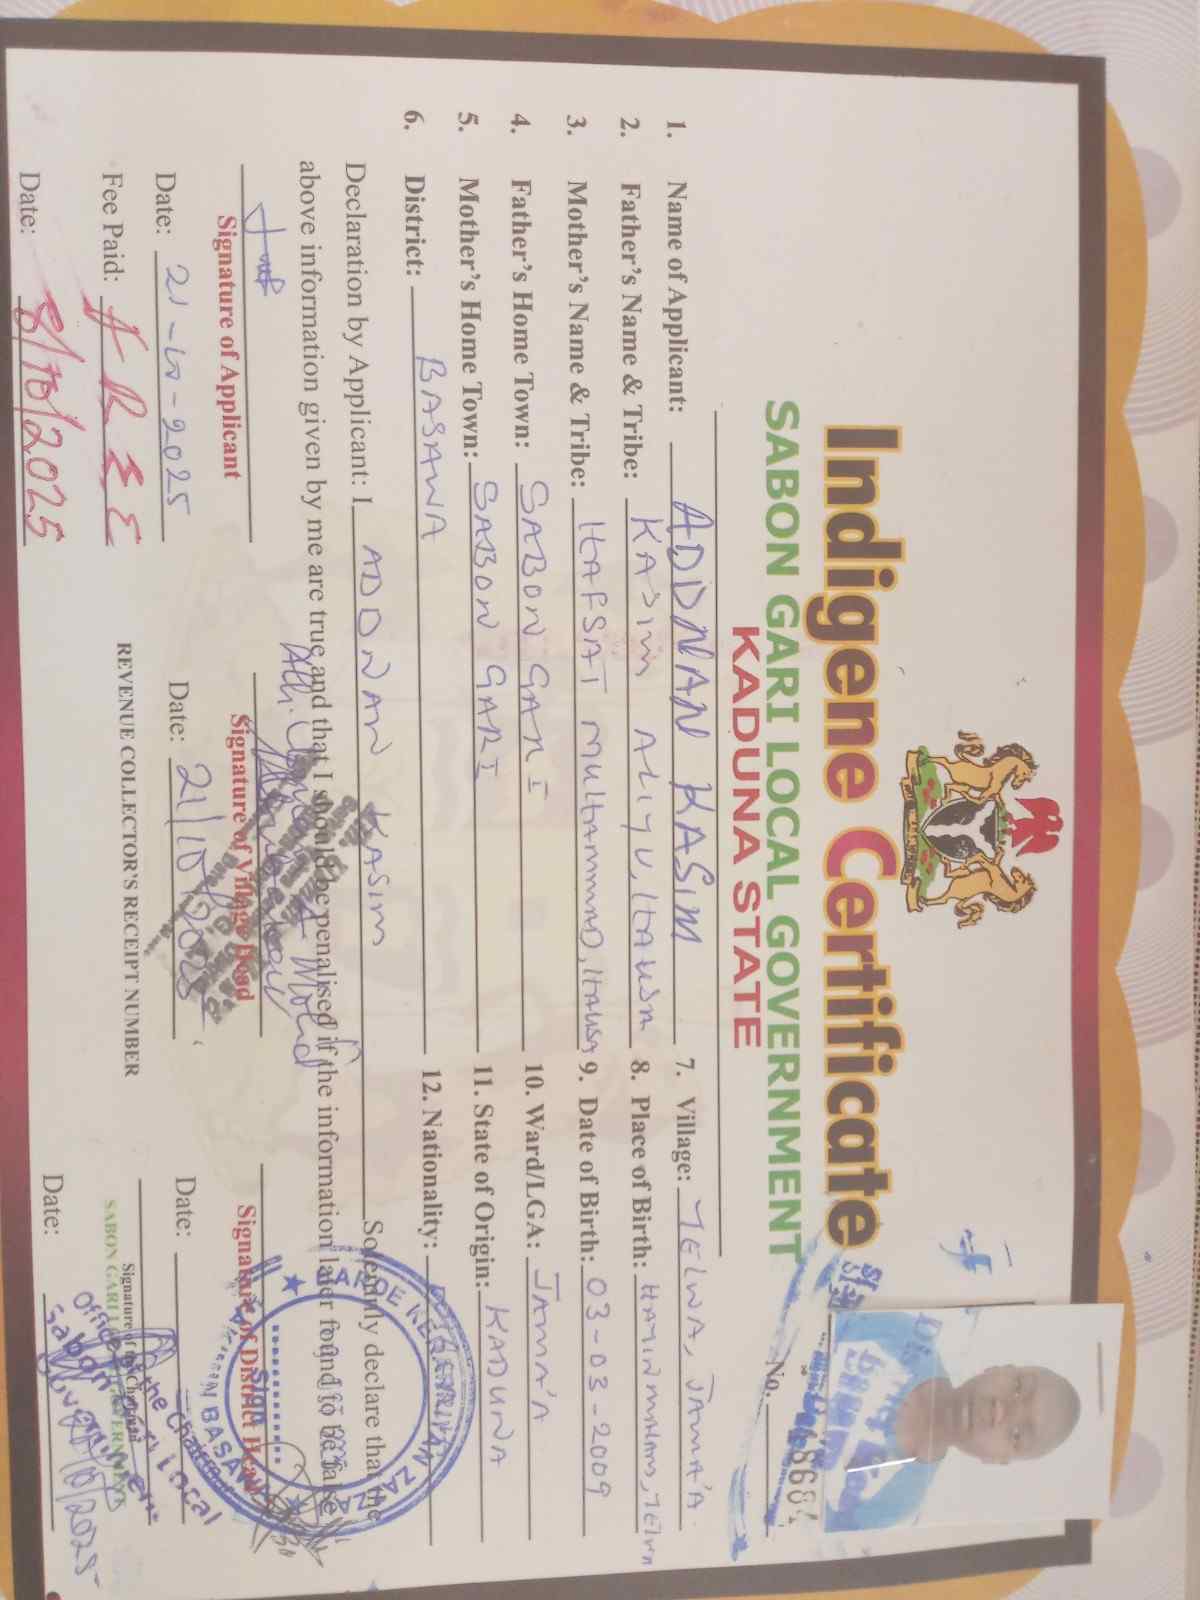 Indigene Certificate
SABON GARI LOCAL GOVERNMENT
KADUNA STATE
No.
1. Name of Applicant: ADDNAN KASIM
2. Father's Name & Tribe: KASIM ALIYU, HAUSA
3. Mother's Name & Tribe: HAFSAT MUHAMMAD, HAUSA
4. Father's Home Town: SABON GARI
5. Mother's Home Town: SABON GARI
6. District: BASAWA
7. Village: YELWA, JAMA'A
8. Place of Birth:
9. Date of Birth: 03-03-2009
10. Ward/LGA: JAMA'A
11. State of Origin: KADUNA
12. Nationality:
Declaration by Applicant: I ADDNAN KASIM Solemnly declare that the
above information given by me are true and that I should be penalised if the information later found to be false
Signature of Applicant
Signature of Village Head
Signature of District Head
Date: 21-10-2025
Date: 21/10/2025
Date:
Fee Paid: F R E E
REVENUE COLLECTOR'S RECEIPT NUMBER
Signature of the Chairman
SABON GARI LOCAL GOVERNMENT
Date: 8/10/2025
Date: